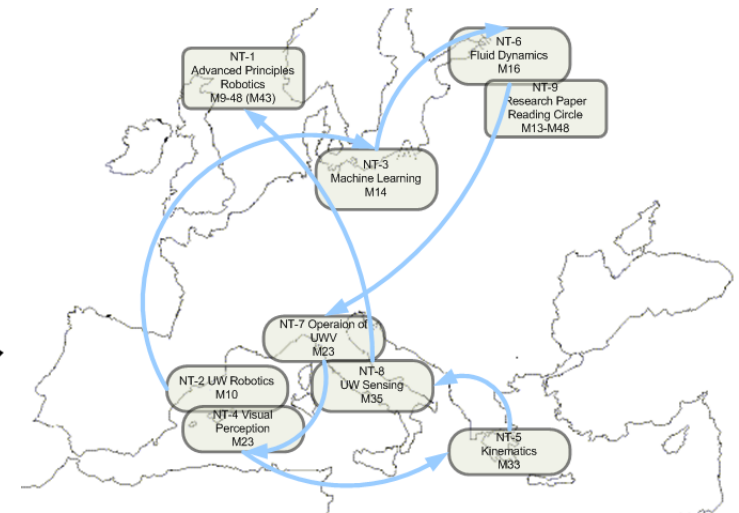 NT-1
Advanced Principles
Robotics
M9-48 (M43)
NT-6
Fluid Dynamics
M16
NT-9
Research Paper
Reading Circle
M13-M48
NT-3
Machine Learning
M14
NT-7 Operaion of
UWV
M23
NT-8
UW Sensing
M35
NT-2 UW Robotics
M10
NT-4 Visual
Perception
M23
NT-5
Kinematics
M33